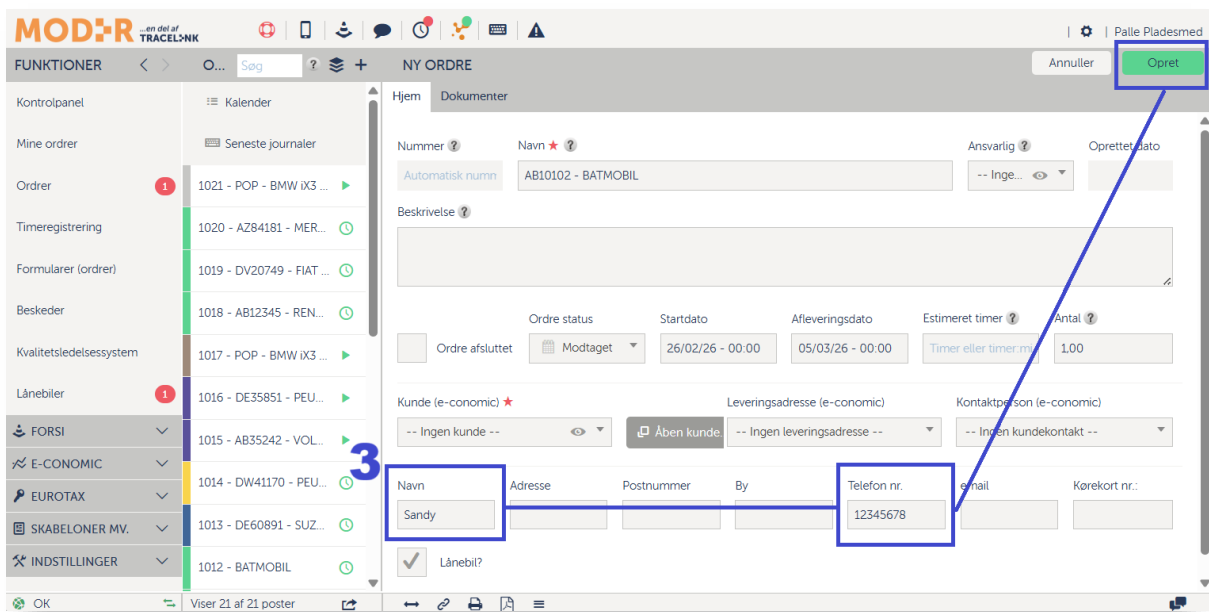 MOD:R ...en del af TRACELINK
Palle Pladesmed
FUNKTIONER
O... Søg
NY ORDRE
Annuller
Opret
Kontrolpanel
Mine ordrer
Ordrer 1
Timeregistrering
Formularer (ordrer)
Beskeder
Kvalitetsledelsessystem
Lånebiler 1
FORSI
E-CONOMIC
EUROTAX
SKABELONER MV.
INDSTILLINGER
OK
Kalender
Seneste journaler
1021 - POP - BMW iX3 ...
1020 - AZ84181 - MER...
1019 - DV20749 - FIAT ...
1018 - AB12345 - REN...
1017 - POP - BMW iX3 ...
1016 - DE35851 - PEU...
1015 - AB35242 - VOL...
1014 - DW41170 - PEU...
1013 - DE60891 - SUZ...
1012 - BATMOBIL
Viser 21 af 21 poster
Hjem Dokumenter
Nummer ? Navn ★ ? Ansvarlig ? Oprettet dato
Automatisk numn AB10102 - BATMOBIL -- Inge...
Beskrivelse ?
Ordre status Startdato Afleveringsdato Estimeret timer ? Antal ?
Ordre afsluttet Modtaget 26/02/26 - 00:00 05/03/26 - 00:00 Timer eller timer:mi 1,00
Kunde (e-conomic) ★ Leveringsadresse (e-conomic) Kontaktperson (e-conomic)
-- Ingen kunde -- Åben kunde -- Ingen leveringsadresse -- -- Ingen kundekontakt --
3
Navn Adresse Postnummer By Telefon nr. email Kørekort nr.:
Sandy 12345678
Lånebil?